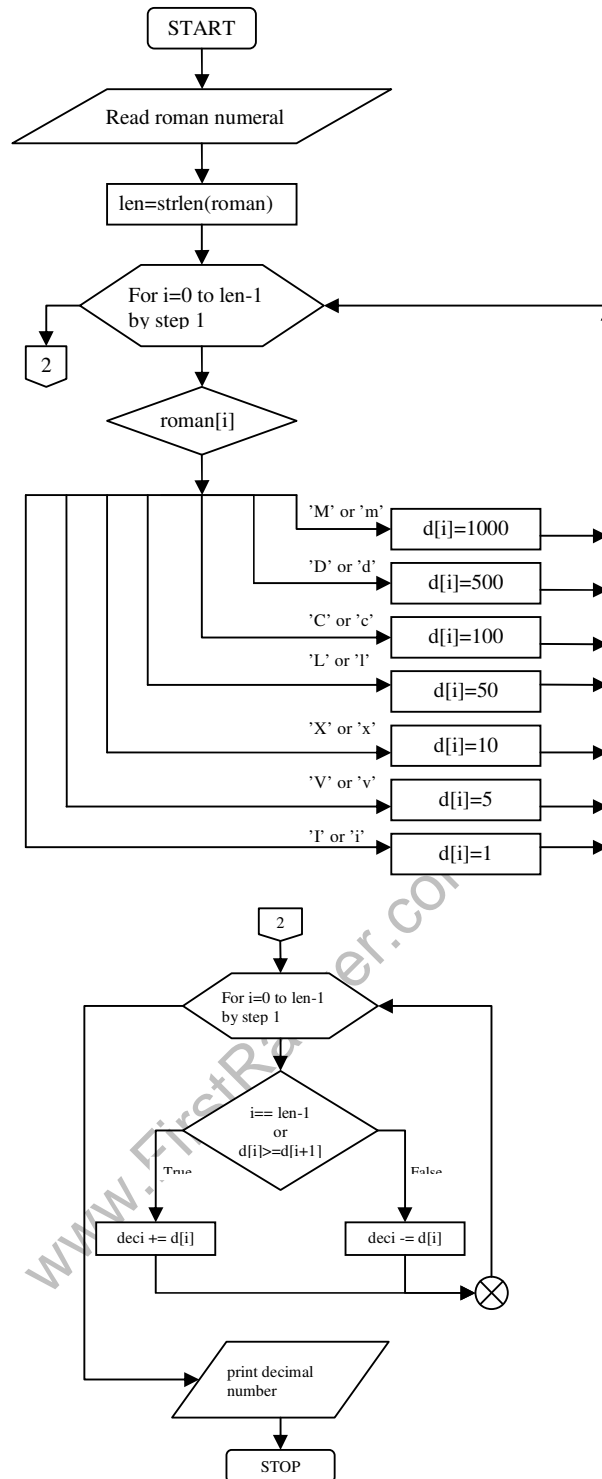 START
Read roman numeral
len=strlen(roman)
For i=0 to len-1
by step 1
2
roman[i]
'M' or 'm'
d[i]=1000
'D' or 'd'
d[i]=500
'C' or 'c'
d[i]=100
'L' or 'l'
d[i]=50
'X' or 'x'
d[i]=10
'V' or 'v'
d[i]=5
'I' or 'i'
d[i]=1
2
For i=0 to len-1
by step 1
i== len-1
or
d[i]>=d[i+1]
True
False
deci += d[i]
deci -= d[i]
print decimal
number
STOP